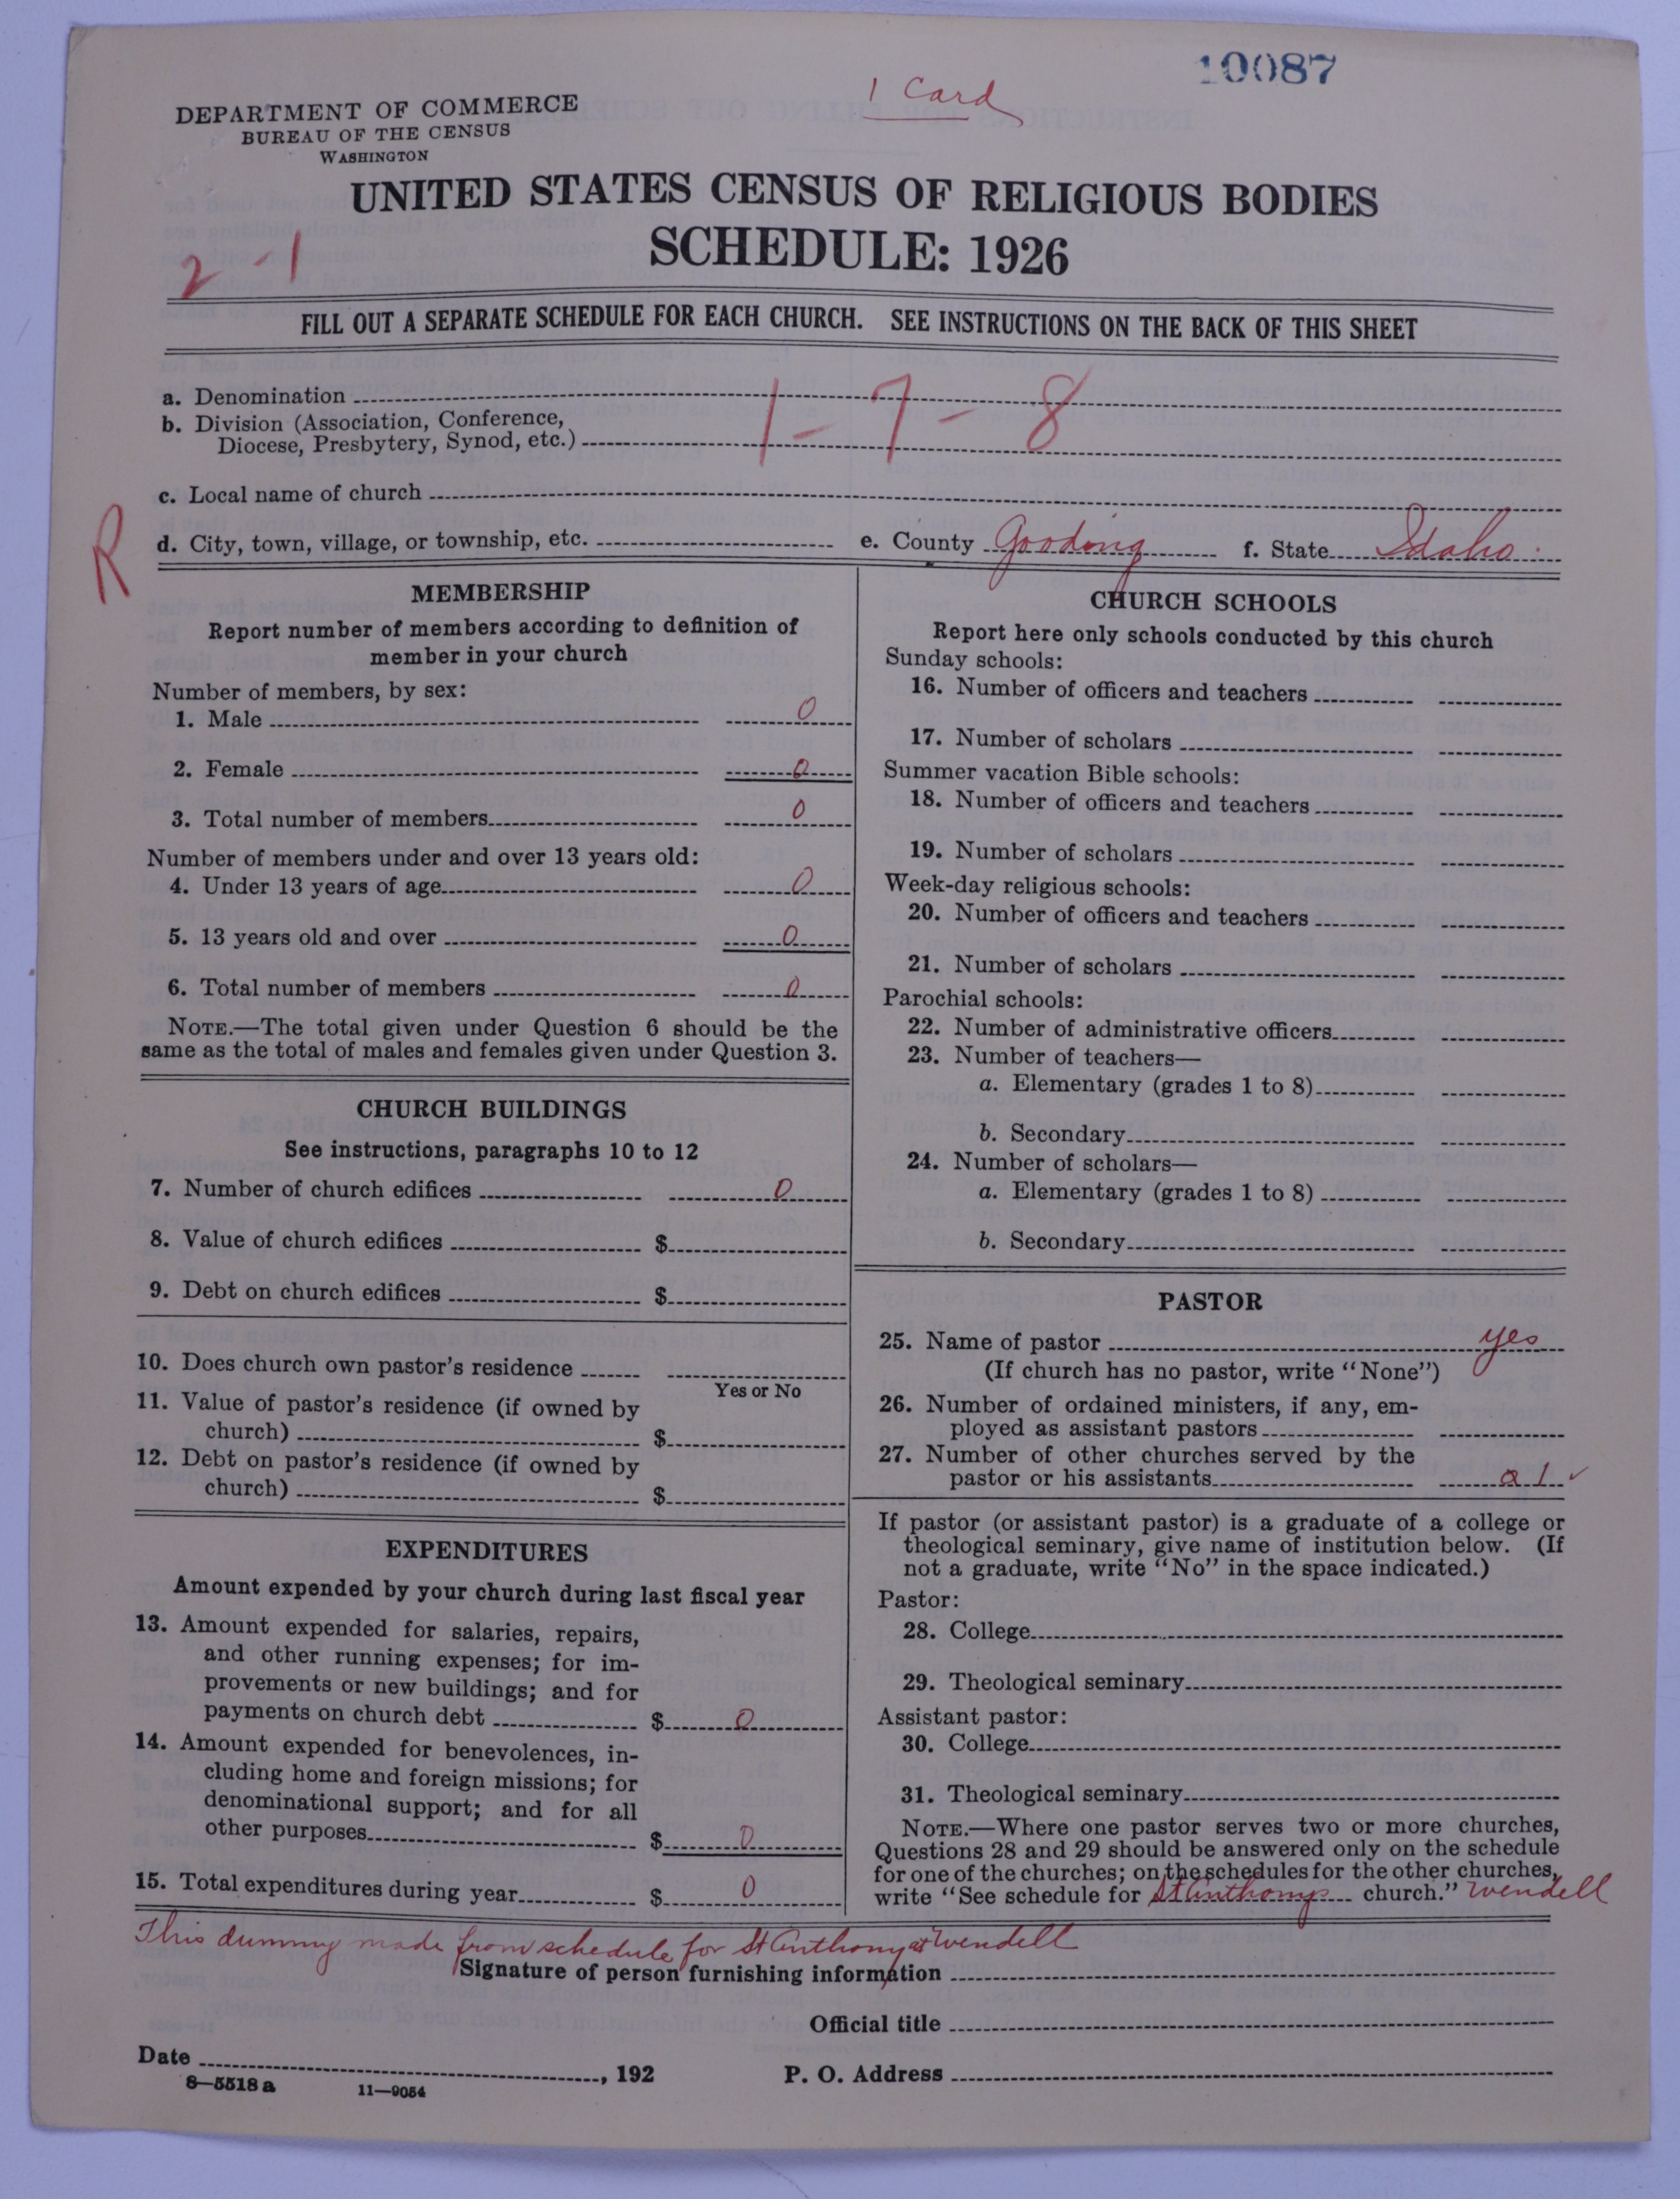 10087
1 Card
DEPARTMENT OF COMMERCE
BUREAU OF THE CENSUS
WASHINGTON
UNITED STATES CENSUS OF RELIGIOUS BODIES
SCHEDULE: 1926
2-1
FILL OUT A SEPARATE SCHEDULE FOR EACH CHURCH. SEE INSTRUCTIONS ON THE BACK OF THIS SHEET
a. Denomination
b. Division (Association, Conference,
Diocese, Presbytery, Synod, etc.) 1-7-8
c. Local name of church
R
d. City, town, village, or township, etc. e. County Gooding f. State Idaho
MEMBERSHIP
Report number of members according to definition of
member in your church
Number of members, by sex:
1. Male 0
2. Female 0
3. Total number of members 0
Number of members under and over 13 years old:
4. Under 13 years of age 0
5. 13 years old and over 0
6. Total number of members 0
NOTE.—The total given under Question 6 should be the
same as the total of males and females given under Question 3.
CHURCH BUILDINGS
See instructions, paragraphs 10 to 12
7. Number of church edifices 0
8. Value of church edifices $
9. Debt on church edifices $
10. Does church own pastor's residence
Yes or No
11. Value of pastor's residence (if owned by
church) $
12. Debt on pastor's residence (if owned by
church) $
EXPENDITURES
Amount expended by your church during last fiscal year
13. Amount expended for salaries, repairs,
and other running expenses; for im-
provements or new buildings; and for
payments on church debt $ 0
14. Amount expended for benevolences, in-
cluding home and foreign missions; for
denominational support; and for all
other purposes $ 0
15. Total expenditures during year $ 0
CHURCH SCHOOLS
Report here only schools conducted by this church
Sunday schools:
16. Number of officers and teachers
17. Number of scholars
Summer vacation Bible schools:
18. Number of officers and teachers
19. Number of scholars
Week-day religious schools:
20. Number of officers and teachers
21. Number of scholars
Parochial schools:
22. Number of administrative officers
23. Number of teachers—
a. Elementary (grades 1 to 8)
b. Secondary
24. Number of scholars—
a. Elementary (grades 1 to 8)
b. Secondary
PASTOR
25. Name of pastor yes
(If church has no pastor, write "None")
26. Number of ordained ministers, if any, em-
ployed as assistant pastors
27. Number of other churches served by the
pastor or his assistants a 1 ✓
If pastor (or assistant pastor) is a graduate of a college or
theological seminary, give name of institution below. (If
not a graduate, write "No" in the space indicated.)
Pastor:
28. College
29. Theological seminary
Assistant pastor:
30. College
31. Theological seminary
NOTE.—Where one pastor serves two or more churches,
Questions 28 and 29 should be answered only on the schedule
for one of the churches; on the schedules for the other churches,
write "See schedule for St Anthonys church." Wendell
This dummy made from schedule for St Anthony at Wendell
Signature of person furnishing information
Official title
Date , 192 P. O. Address
8—5518 a 11—9054